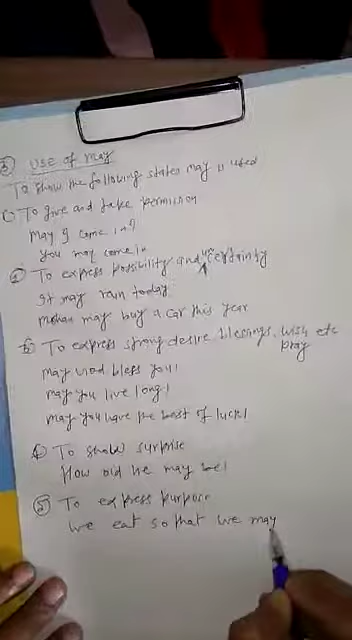 ② Use of may
To show the following states may is used
① To give and take permission
may I come in?
You may come in
② To express possibility and uncertainty
It may rain today
mohan may buy a car this year
③ To express strong desire blessings, wish etc
pray
may God bless you!
may you live long!
may you have the best of luck!
④ To show surprise
How old he may be!
⑤ To express purpose
We eat so that we may